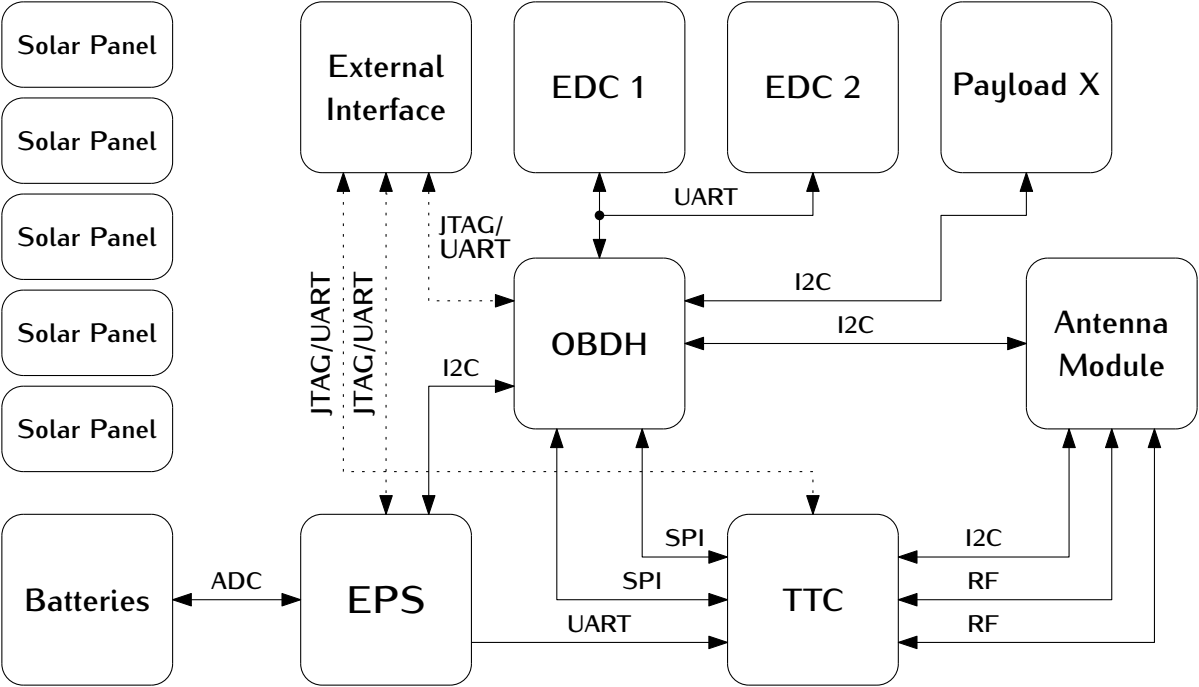 Solar Panel
Solar Panel
Solar Panel
Solar Panel
Solar Panel
External
Interface
EDC 1
EDC 2
Payload X
UART
JTAG/
UART
JTAG/UART
JTAG/UART
I2C
I2C
OBDH
Antenna
Module
I2C
SPI
SPI
UART
I2C
RF
RF
Batteries
ADC
EPS
TTC